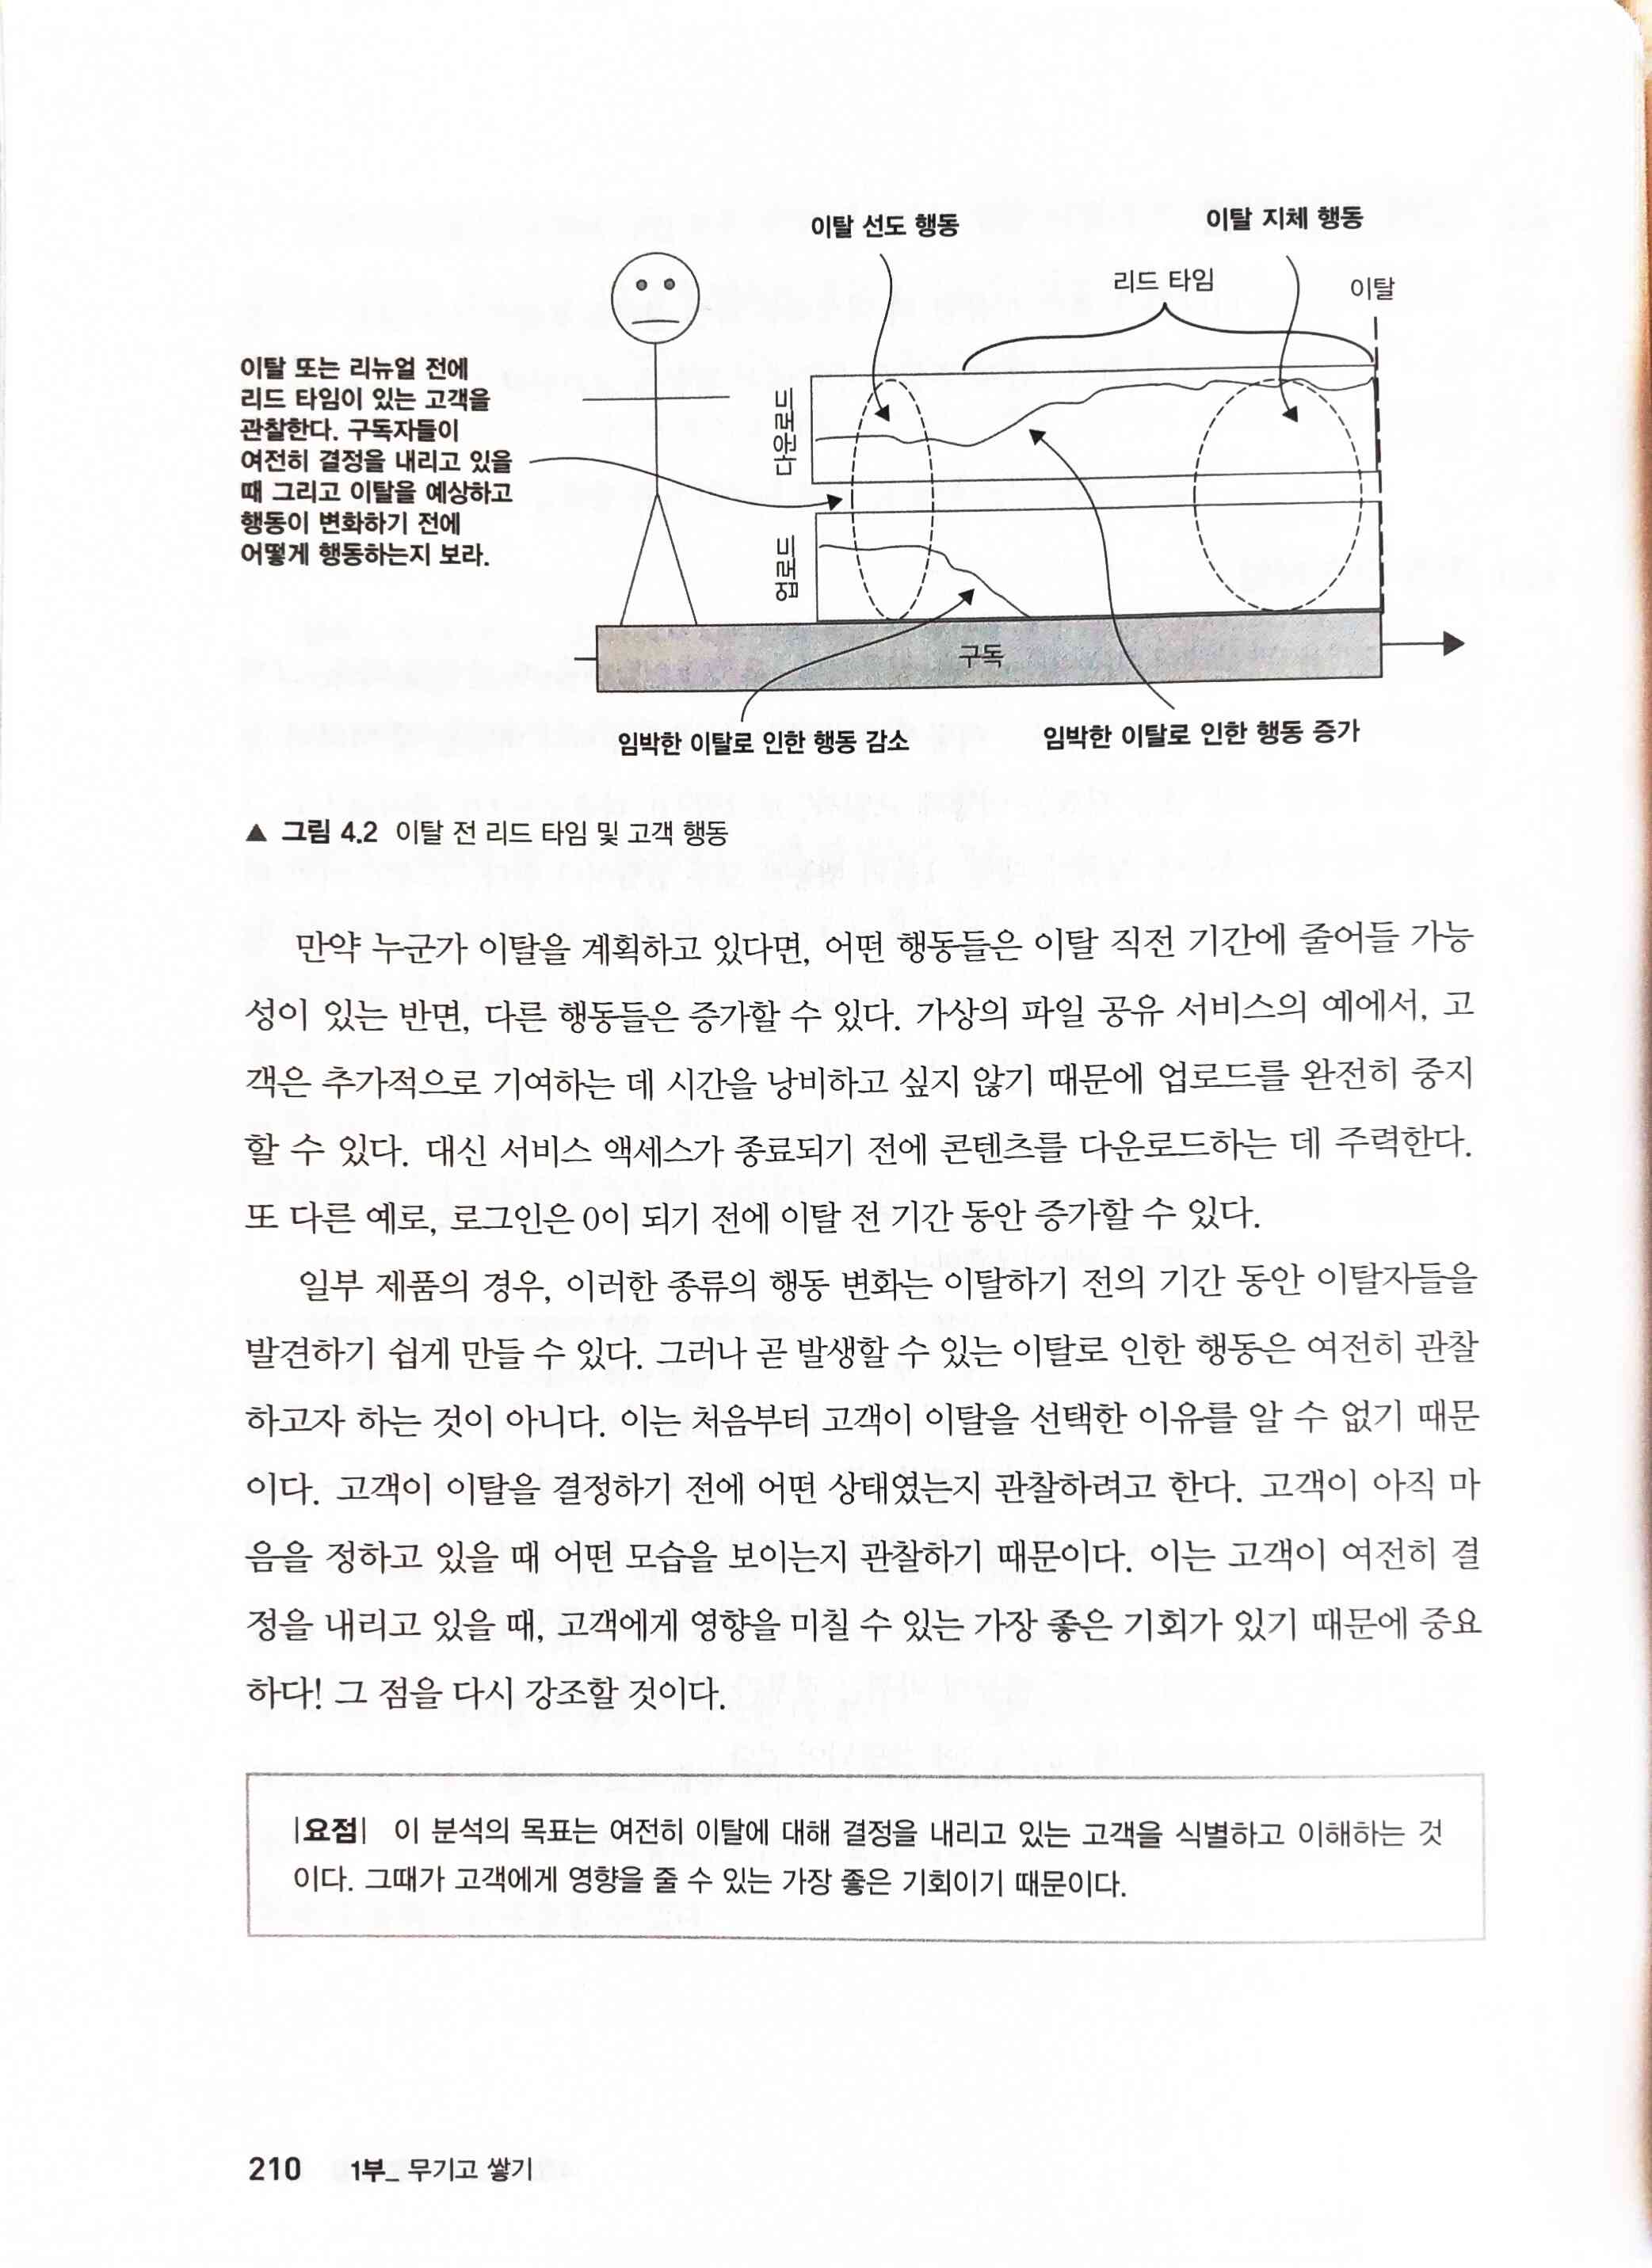 이탈 선도 행동
이탈 지체 행동
리드 타임
이탈
이탈 또는 리뉴얼 전에
리드 타임이 있는 고객을
관찰한다. 구독자들이
여전히 결정을 내리고 있을
때 그리고 이탈을 예상하고
행동이 변화하기 전에
어떻게 행동하는지 보라.
다운로드
업로드
구독
임박한 이탈로 인한 행동 감소
임박한 이탈로 인한 행동 증가
▲ 그림 4.2 이탈 전 리드 타임 및 고객 행동
만약 누군가 이탈을 계획하고 있다면, 어떤 행동들은 이탈 직전 기간에 줄어들 가능
성이 있는 반면, 다른 행동들은 증가할 수 있다. 가상의 파일 공유 서비스의 예에서, 고
객은 추가적으로 기여하는 데 시간을 낭비하고 싶지 않기 때문에 업로드를 완전히 중지
할 수 있다. 대신 서비스 액세스가 종료되기 전에 콘텐츠를 다운로드하는 데 주력한다.
또 다른 예로, 로그인은 0이 되기 전에 이탈 전 기간 동안 증가할 수 있다.
일부 제품의 경우, 이러한 종류의 행동 변화는 이탈하기 전의 기간 동안 이탈자들을
발견하기 쉽게 만들 수 있다. 그러나 곧 발생할 수 있는 이탈로 인한 행동은 여전히 관찰
하고자 하는 것이 아니다. 이는 처음부터 고객이 이탈을 선택한 이유를 알 수 없기 때문
이다. 고객이 이탈을 결정하기 전에 어떤 상태였는지 관찰하려고 한다. 고객이 아직 마
음을 정하고 있을 때 어떤 모습을 보이는지 관찰하기 때문이다. 이는 고객이 여전히 결
정을 내리고 있을 때, 고객에게 영향을 미칠 수 있는 가장 좋은 기회가 있기 때문에 중요
하다! 그 점을 다시 강조할 것이다.
|요점| 이 분석의 목표는 여전히 이탈에 대해 결정을 내리고 있는 고객을 식별하고 이해하는 것
이다. 그때가 고객에게 영향을 줄 수 있는 가장 좋은 기회이기 때문이다.
210 1부_ 무기고 쌓기